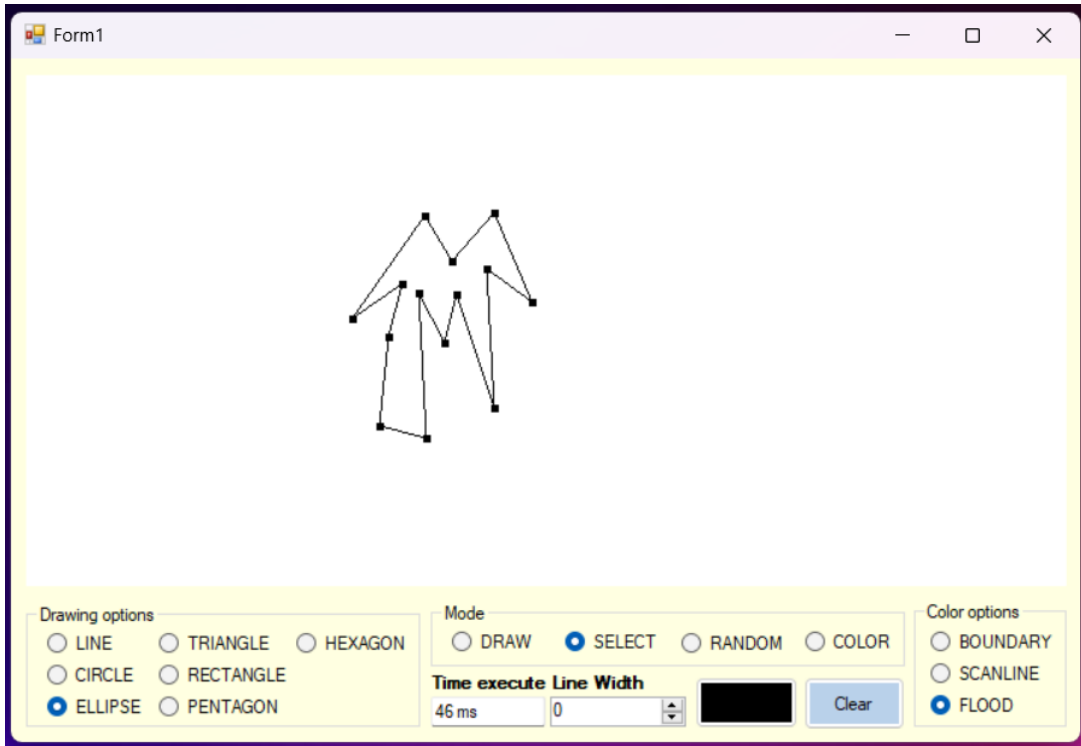 Form1
Drawing options
LINE TRIANGLE HEXAGON
CIRCLE RECTANGLE
ELLIPSE PENTAGON
Mode
DRAW SELECT RANDOM COLOR
Time execute Line Width
46 ms 0
Clear
Color options
BOUNDARY
SCANLINE
FLOOD